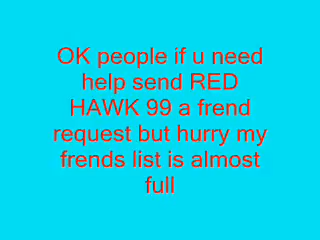 OK people if u need
help send RED
HAWK 99 a frend
request but hurry my
frends list is almost
full